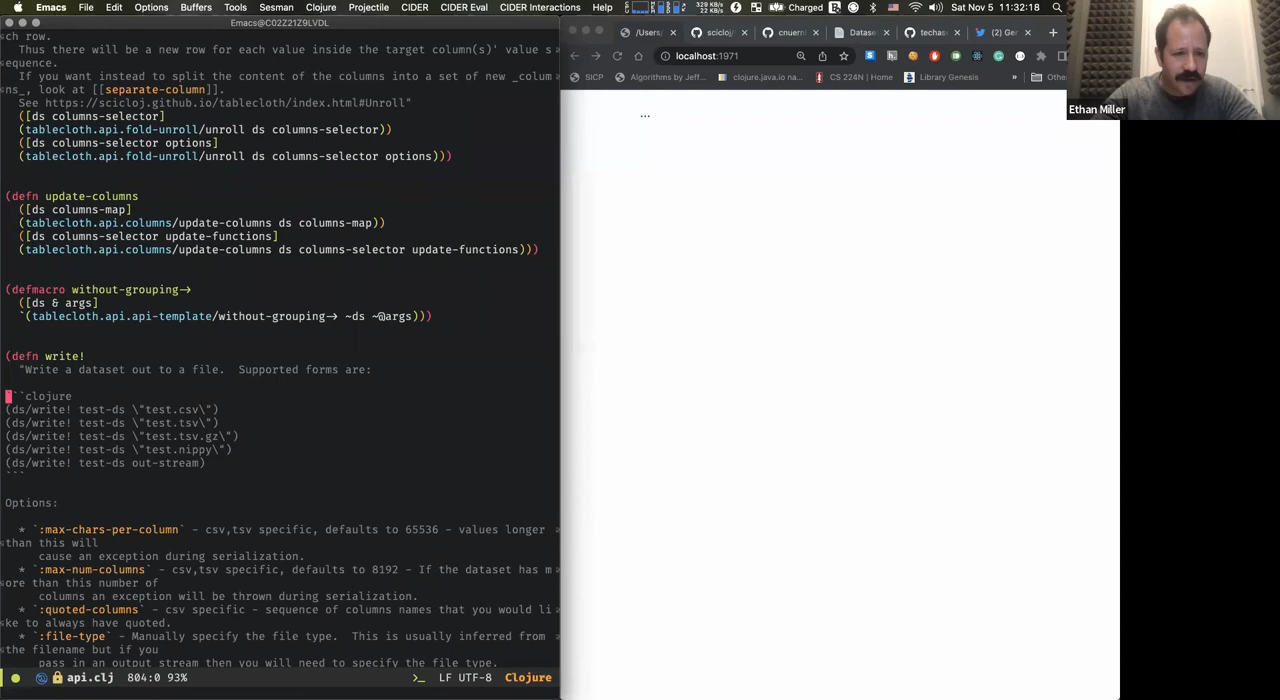 Emacs File Edit Options Buffers Tools Sesman Clojure Projectile CIDER CIDER Eval CIDER Interactions Help 329 KB/s 22 KB/s Charged Sat Nov 5 11:32:18
Emacs@C02Z21Z9LVDL
ch row.
Thus there will be a new row for each value inside the target column(s)' value s
equence.
If you want instead to split the content of the columns into a set of new _colum
ns_, look at [[separate-column]].
See https://scicloj.github.io/tablecloth/index.html#Unroll"
([ds columns-selector]
(tablecloth.api.fold-unroll/unroll ds columns-selector))
([ds columns-selector options]
(tablecloth.api.fold-unroll/unroll ds columns-selector options)))
(defn update-columns
([ds columns-map]
(tablecloth.api.columns/update-columns ds columns-map))
([ds columns-selector update-functions]
(tablecloth.api.columns/update-columns ds columns-selector update-functions)))
(defmacro without-grouping->
([ds & args]
`(tablecloth.api.api-template/without-grouping-> ~ds ~@args)))
(defn write!
"Write a dataset out to a file.  Supported forms are:
```clojure
(ds/write! test-ds \"test.csv\")
(ds/write! test-ds \"test.tsv\")
(ds/write! test-ds \"test.tsv.gz\")
(ds/write! test-ds \"test.nippy\")
(ds/write! test-ds out-stream)
```
Options:
* `:max-chars-per-column` - csv,tsv specific, defaults to 65536 - values longer
than this will
cause an exception during serialization.
* `:max-num-columns` - csv,tsv specific, defaults to 8192 - If the dataset has m
ore than this number of
columns an exception will be thrown during serialization.
* `:quoted-columns` - csv specific - sequence of columns names that you would li
ke to always have quoted.
* `:file-type` - Manually specify the file type.  This is usually inferred from
the filename but if you
pass in an output stream then you will need to specify the file type.
api.clj 804:0 93% LF UTF-8 Clojure
/Users/ scicloj/ cnuern Datase techas (2) Ger
localhost:1971
SICP Algorithms by Jeff... clojure.java.io na... CS 224N | Home Library Genesis » Othe
...
Ethan Miller